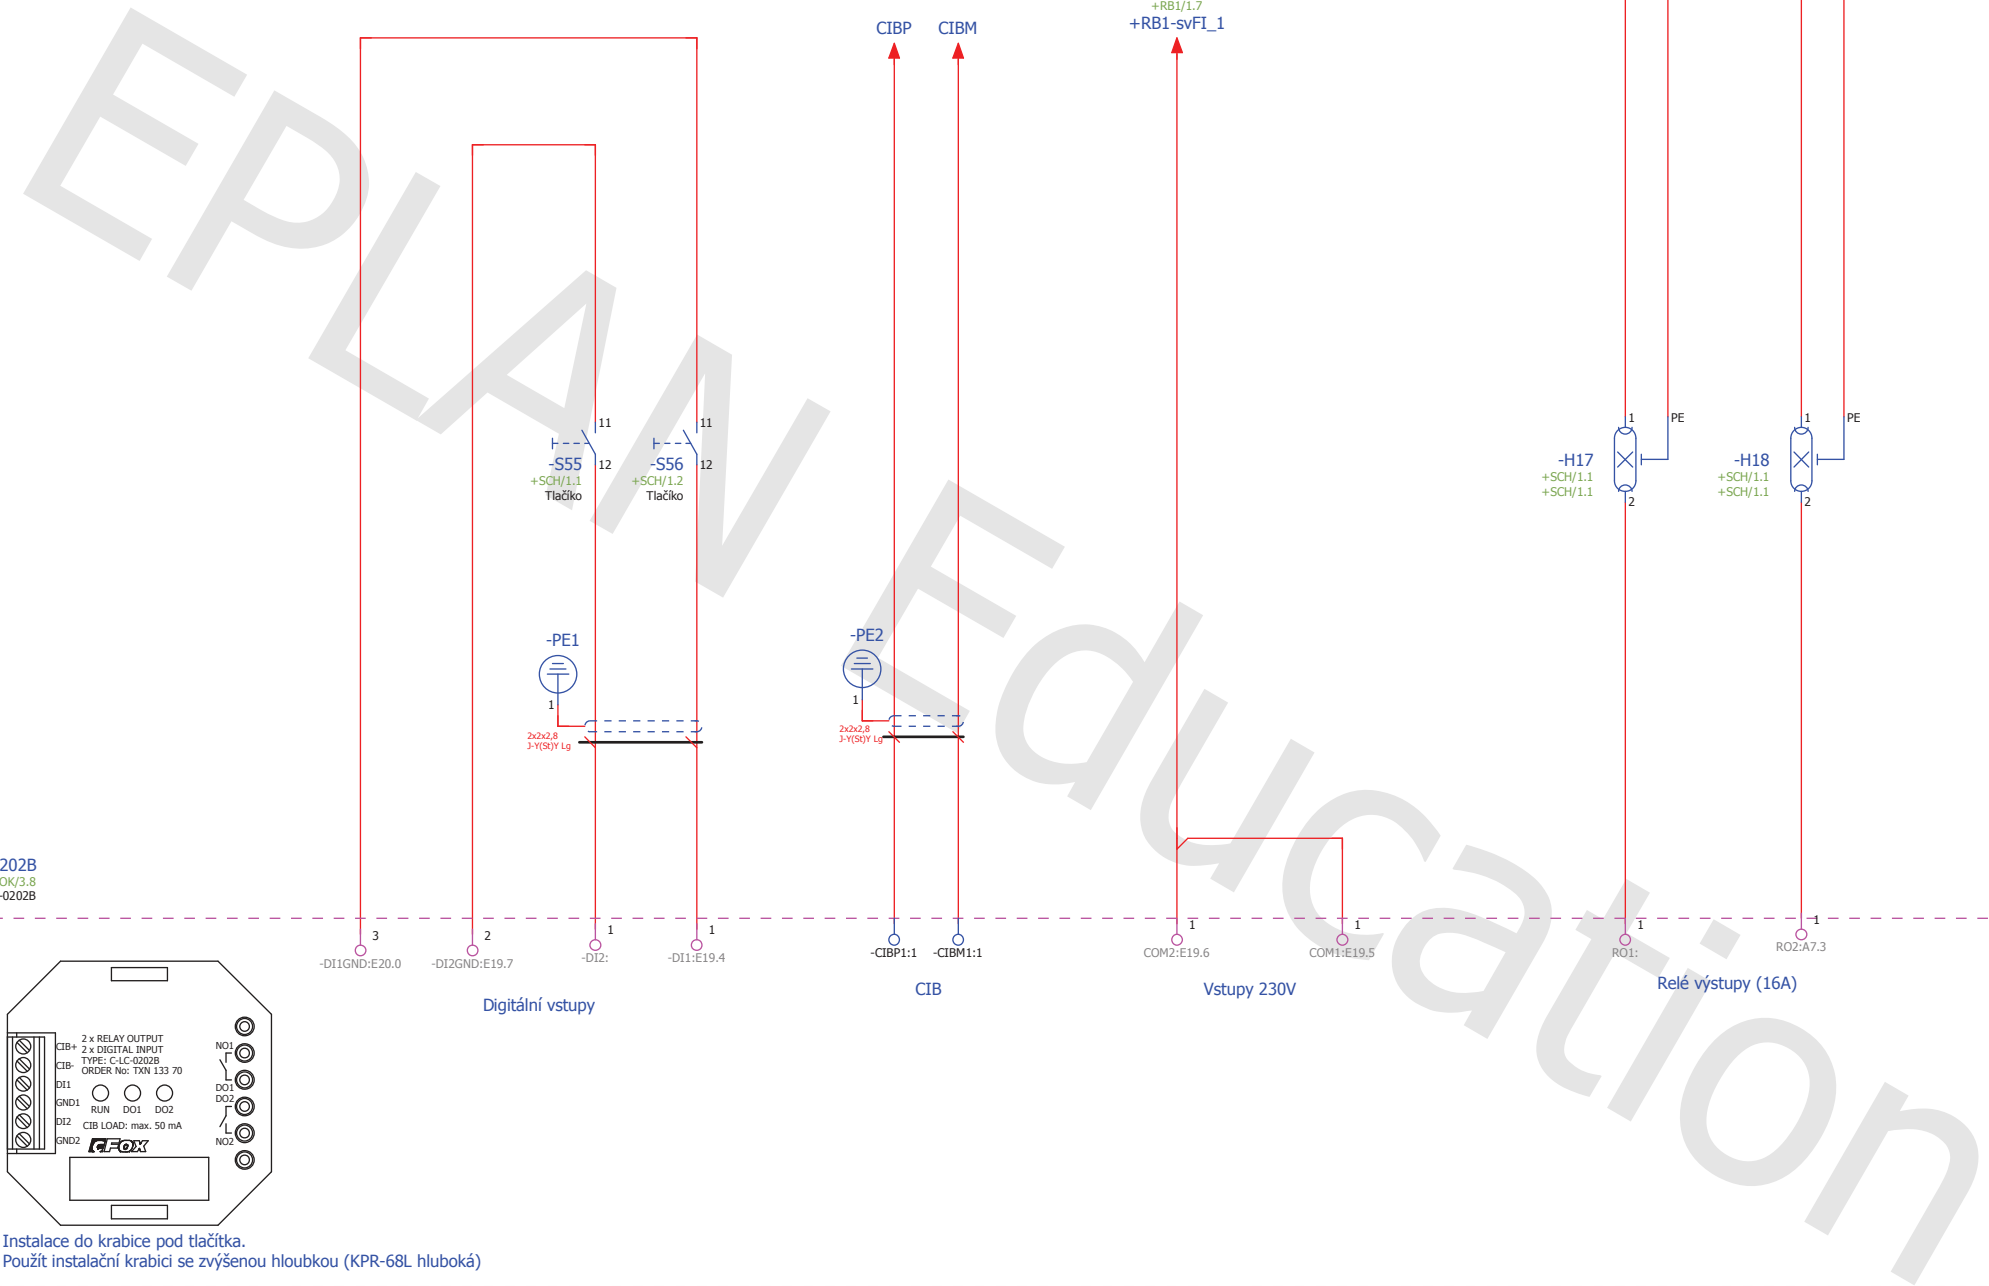 +RB1/1.7
+RB1-svFI_1
CIBP
CIBM
11
12
-S55
+SCH/1.1
Tlačíko
11
12
-S56
+SCH/1.2
Tlačíko
1
PE
-H17
+SCH/1.1
+SCH/1.1
2
1
PE
-H18
+SCH/1.1
+SCH/1.1
2
-PE1
1
2x2x2,8
J-Y(St)Y Lg
-PE2
1
2x2x2,8
J-Y(St)Y Lg
202B
OK/3.8
-0202B
3
-DI1GND:E20.0
2
-DI2GND:E19.7
1
-DI2:
1
-DI1:E19.4
-CIBP1:1
-CIBM1:1
1
COM2:E19.6
1
COM1:E19.5
1
RO1:
1
RO2:A7.3
Digitální vstupy
CIB
Vstupy 230V
Relé výstupy (16A)
CIB+
CIB-
DI1
GND1
DI2
GND2
2 x RELAY OUTPUT
2 x DIGITAL INPUT
TYPE: C-LC-0202B
ORDER No: TXN 133 70
RUN
DO1
DO2
CIB LOAD: max. 50 mA
CFOX
NO1
DO1
DO2
NO2
Instalace do krabice pod tlačítka.
Použít instalační krabici se zvýšenou hloubkou (KPR-68L hluboká)
EPLAN Education